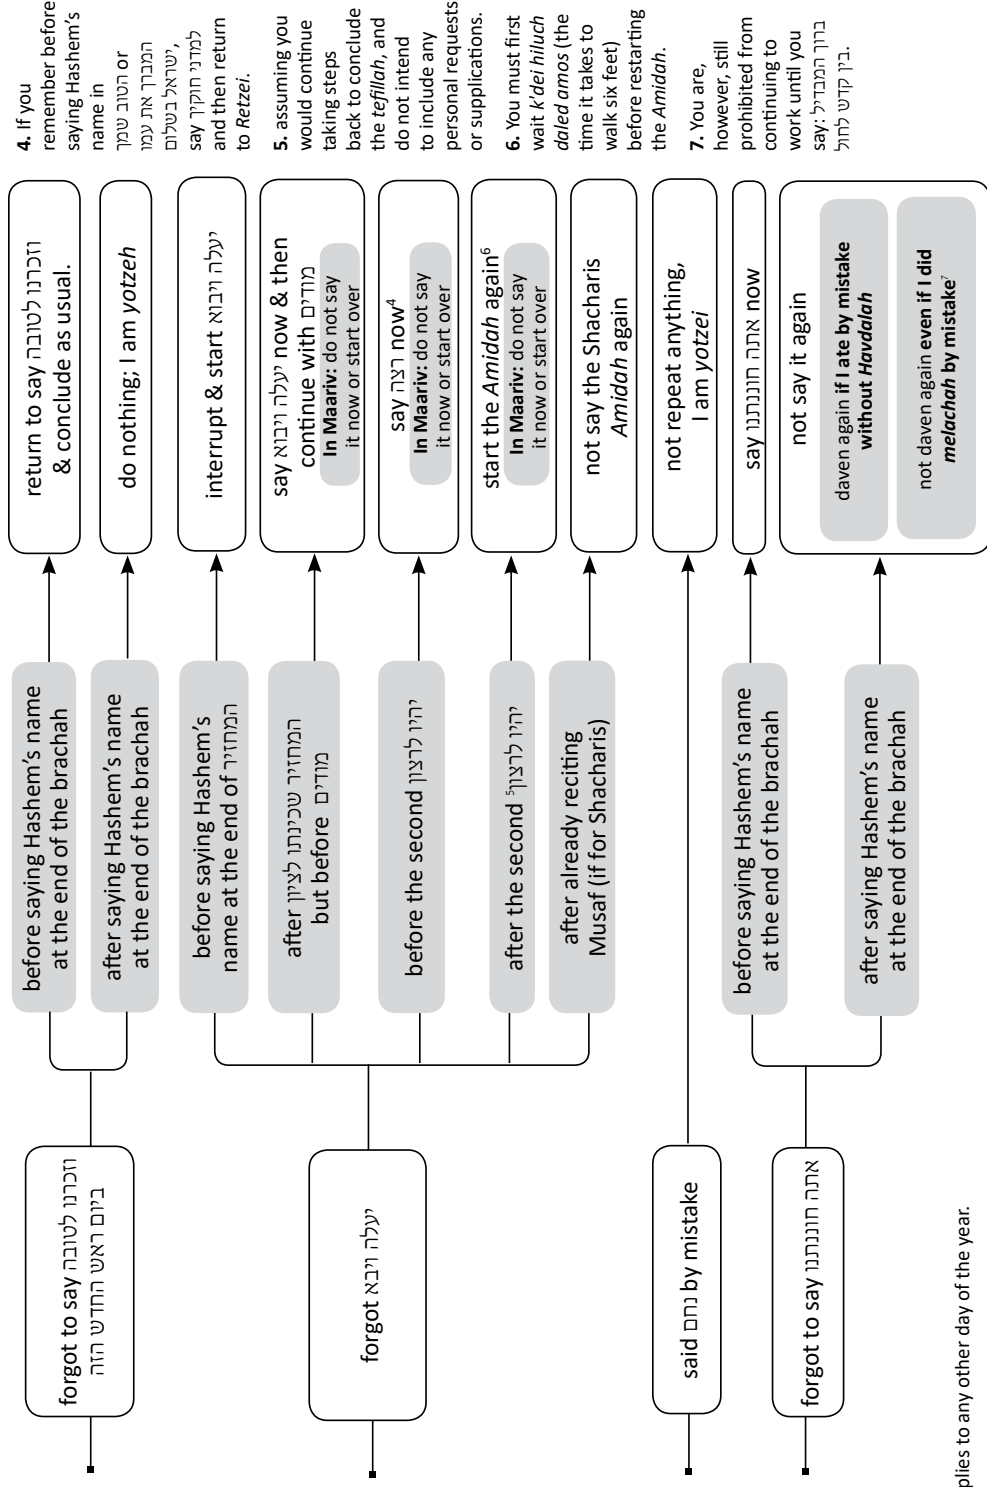 forgot to say וזכרנו לטובה
ביום ראש החדש הזה
before saying Hashem's name
at the end of the brachah
return to say וזכרנו לטובה
& conclude as usual.
after saying Hashem's name
at the end of the brachah
do nothing; I am yotzeh
forgot יעלה ויבא
before saying Hashem's
name at the end of המחזיר
interrupt & start יעלה ויבוא
after המחזיר שכינתו לציון
but before מודים
say יעלה ויבוא now & then
continue with מודים
In Maariv: do not say
it now or start over
before the second יהיו לרצון
say רצה now4
In Maariv: do not say
it now or start over
after the second יהיו לרצון5
start the Amidah again6
In Maariv: do not say
it now or start over
after already reciting
Musaf (if for Shacharis)
not say the Shacharis
Amidah again
said נחם by mistake
not repeat anything,
I am yotzei
forgot to say אתה חוננתנו
before saying Hashem's name
at the end of the brachah
say אתה חוננתנו now
after saying Hashem's name
at the end of the brachah
not say it again
daven again if I ate by mistake
without Havdalah
not daven again even if I did
melachah by mistake7
4. If you
remember before
saying Hashem's
name in
הטוב שמך or
המברך את עמו
ישראל בשלום,
say למדני חוקיך
and then return
to Retzei.
5. assuming you
would continue
taking steps
back to conclude
the tefillah, and
do not intend
to include any
personal requests
or supplications.
6. You must first
wait k'dei hiluch
daled amos (the
time it takes to
walk six feet)
before restarting
the Amidah.
7. You are,
however, still
prohibited from
continuing to
work until you
say: ברוך המבדיל
בין קדש לחול.
plies to any other day of the year.